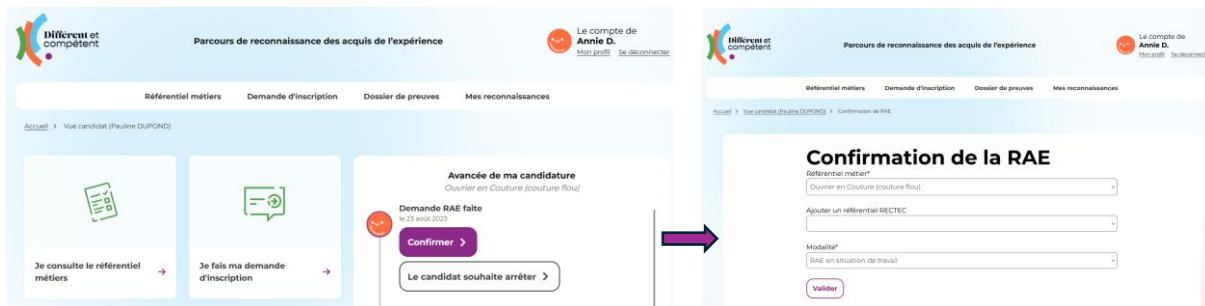 Différent et
compétent
Parcours de reconnaissance des acquis de l'expérience
Le compte de
Annie D.
Mon profil Se déconnecter
Référentiel métiers Demande d'inscription Dossier de preuves Mes reconnaissances
Accueil > Vue candidat (Pauline DUPOND)
Je consulte le référentiel
métiers →
Je fais ma demande
d'inscription →
Avancée de ma candidature
Ouvrier en Couture (couture flou)
Demande RAE faite
le 23 août 2023
Confirmer >
Le candidat souhaite arrêter >
Différent et
compétent
Parcours de reconnaissance des acquis de l'expérience
Le compte de
Annie D.
Mon profil Se déconnect
Référentiel métiers Demande d'inscription Dossier de preuves Mes reconnaissances
Accueil > Vue candidat (Pauline DUPOND) > Confirmation de RAE
Confirmation de la RAE
Référentiel métier*
Ouvrier en Couture (couture flou)
Ajouter un référentiel RECTEC
Modalité*
RAE en situation de travail
Valider